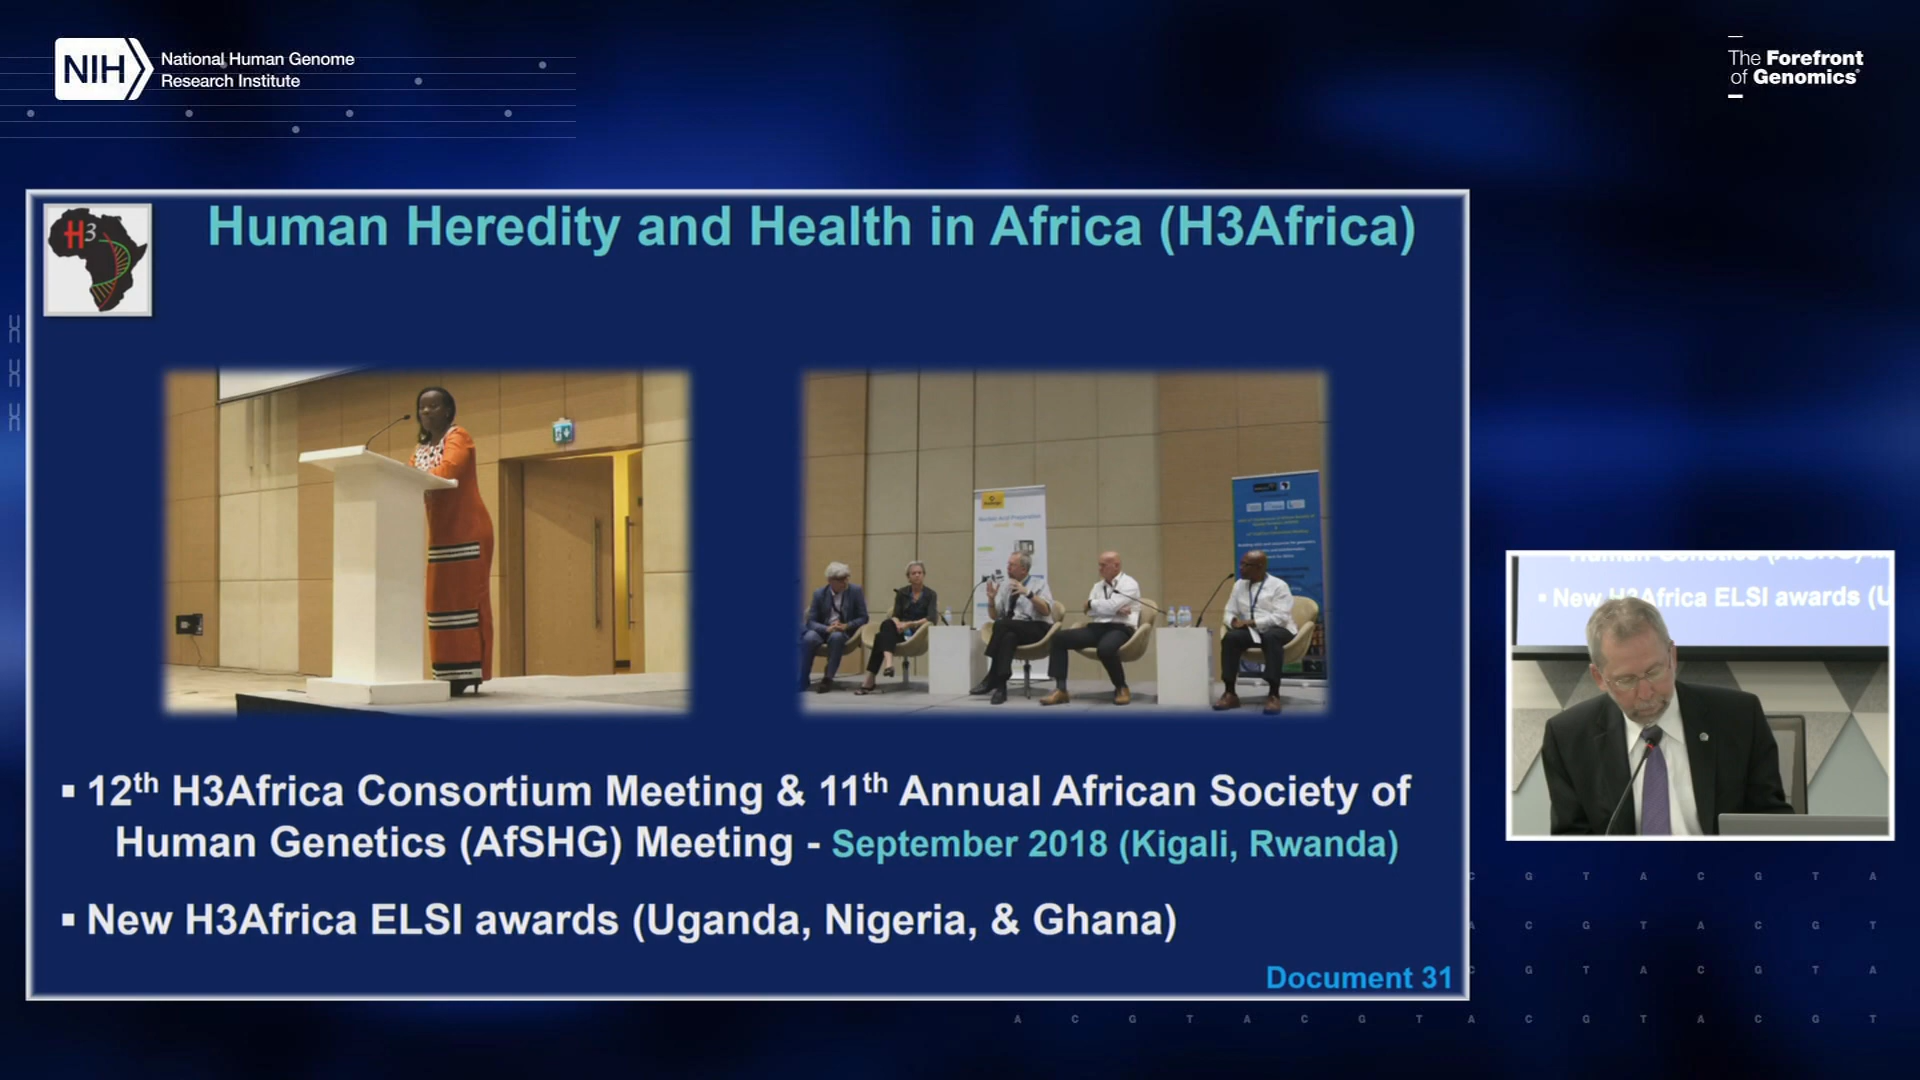 NIH
National Human Genome
Research Institute
The Forefront
of Genomics®
H3
Human Heredity and Health in Africa (H3Africa)
▪ 12th H3Africa Consortium Meeting & 11th Annual African Society of
Human Genetics (AfSHG) Meeting - September 2018 (Kigali, Rwanda)
▪ New H3Africa ELSI awards (Uganda, Nigeria, & Ghana)
Document 31
▪ New H3Africa ELSI awards (U
C G T A C G T A
A C G T A C G T
C G T A C G T A
A C G T A C G T A C G T A C G T